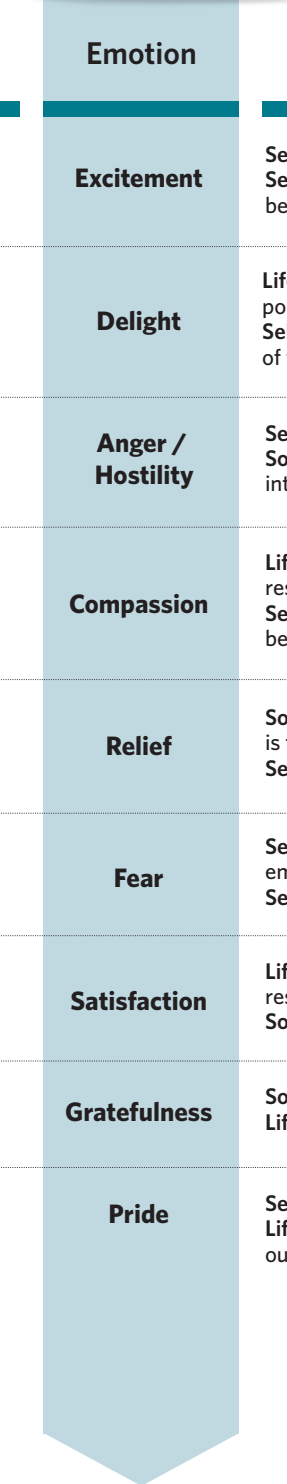 Emotion
Excitement
Se
Se
be
Delight
Lif
po
Se
of
Anger /
Hostility
Se
So
int
Compassion
Lif
res
Se
be
Relief
So
is
Se
Fear
Se
em
Se
Satisfaction
Lif
res
So
Gratefulness
So
Lif
Pride
Se
Lif
ou